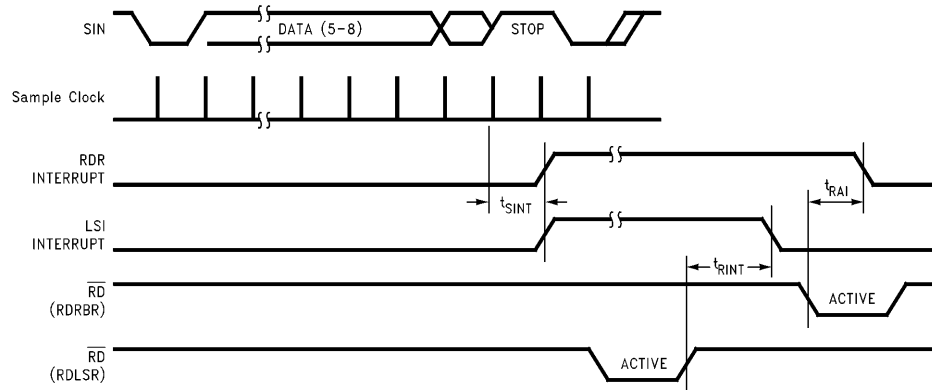 SIN
DATA (5-8)
STOP
Sample Clock
RDR
INTERRUPT
tSINT
tRAI
LSI
INTERRUPT
tRINT
RD
(RDRBR)
ACTIVE
RD
(RDLSR)
ACTIVE